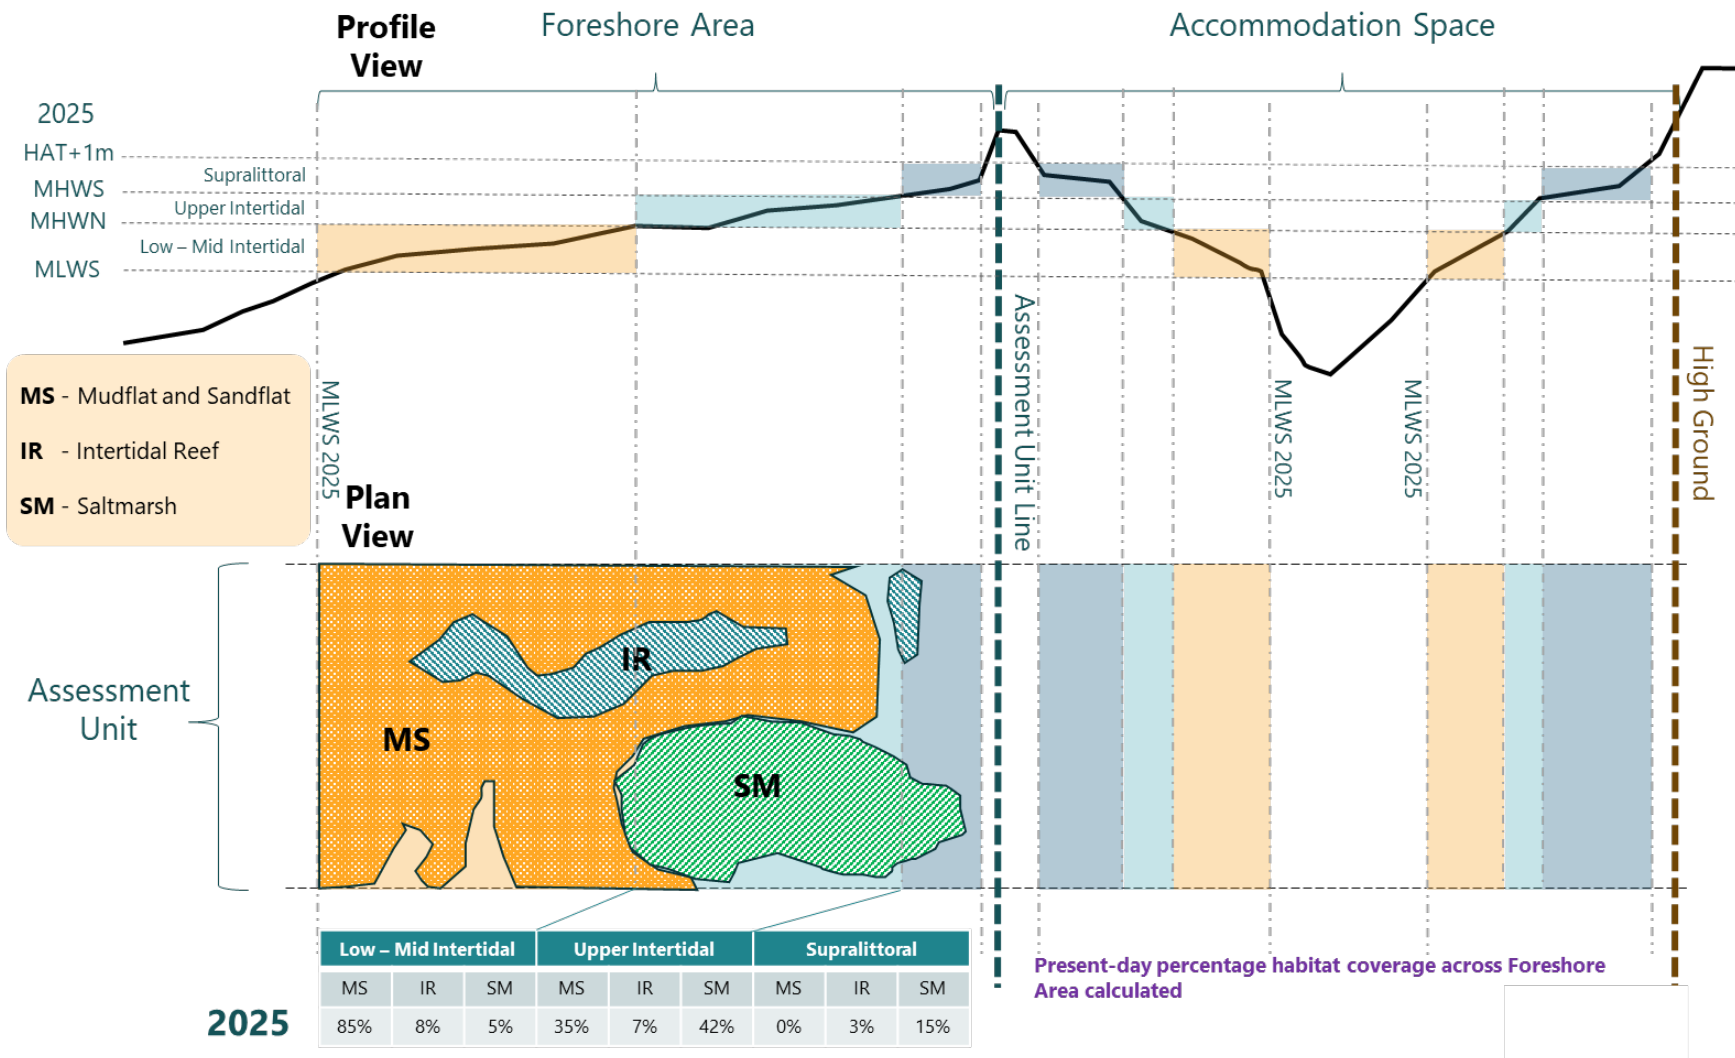 Profile
View
Foreshore Area
Accommodation Space
2025
HAT+1m
MHWS
MHWN
MLWS
Supralittoral
Upper Intertidal
Low – Mid Intertidal
MS - Mudflat and Sandflat
IR - Intertidal Reef
SM - Saltmarsh
MLWS 2025
Assessment Unit Line
MLWS 2025
MLWS 2025
High Ground
Plan
View
Assessment
Unit
IR
MS
SM
Low – Mid Intertidal Upper Intertidal Supralittoral
MS IR SM MS IR SM MS IR SM
2025 85% 8% 5% 35% 7% 42% 0% 3% 15%
Present-day percentage habitat coverage across Foreshore
Area calculated